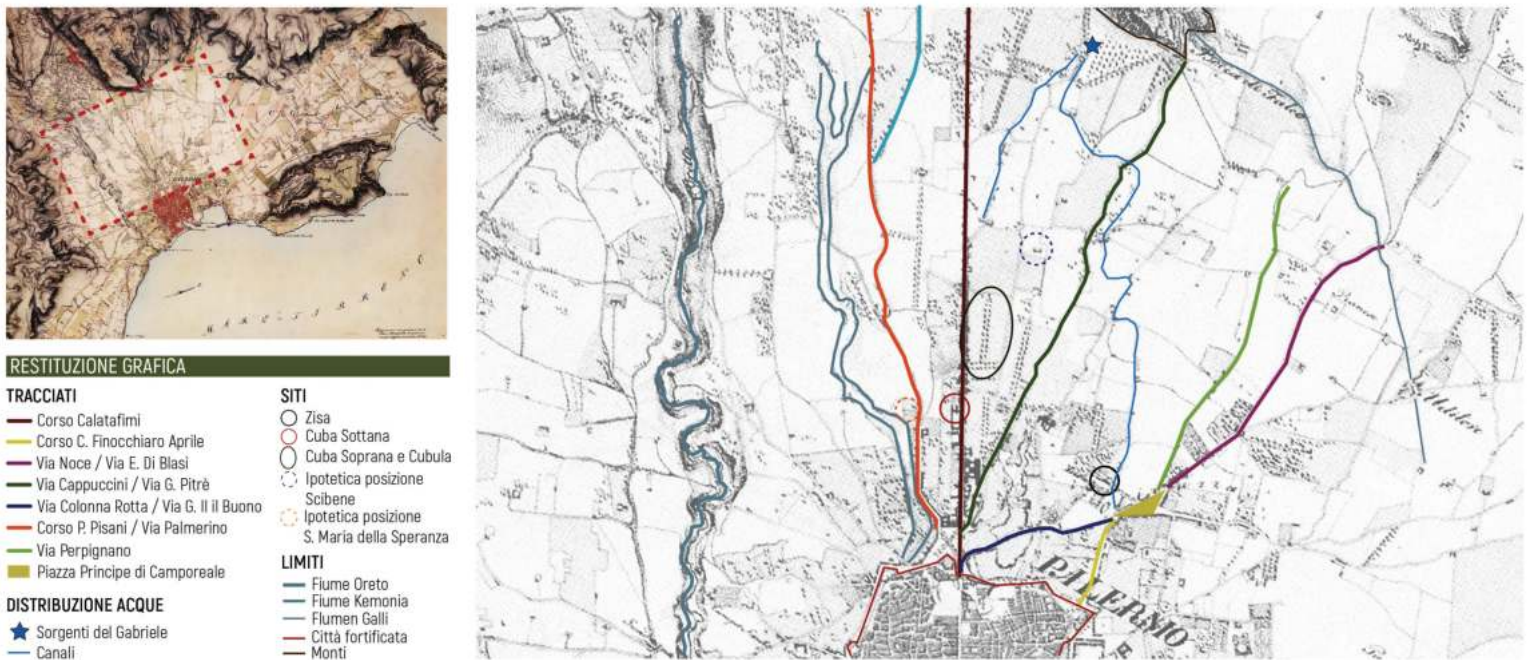 MARE TIRRENO
RESTITUZIONE GRAFICA
TRACCIATI
Corso Calatafimi
Corso C. Finocchiaro Aprile
Via Noce / Via E. Di Blasi
Via Cappuccini / Via G. Pitrè
Via Colonna Rotta / Via G. II il Buono
Corso P. Pisani / Via Palmerino
Via Perpignano
Piazza Principe di Camporeale
DISTRIBUZIONE ACQUE
Sorgenti del Gabriele
Canali
SITI
Zisa
Cuba Sottana
Cuba Soprana e Cubula
Ipotetica posizione
Scibene
Ipotetica posizione
S. Maria della Speranza
LIMITI
Fiume Oreto
Fiume Kemonia
Flumen Galli
Città fortificata
Monti
PALERMO